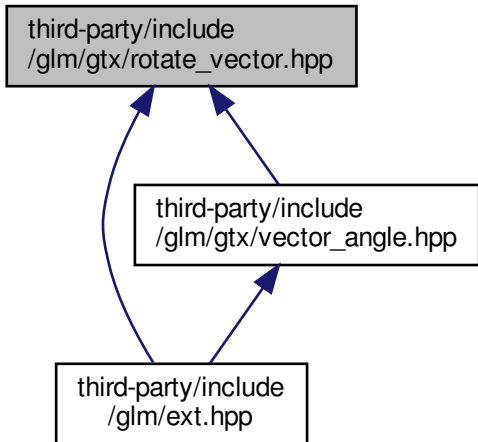 third-party/include
/glm/gtx/rotate_vector.hpp
third-party/include
/glm/gtx/vector_angle.hpp
third-party/include
/glm/ext.hpp